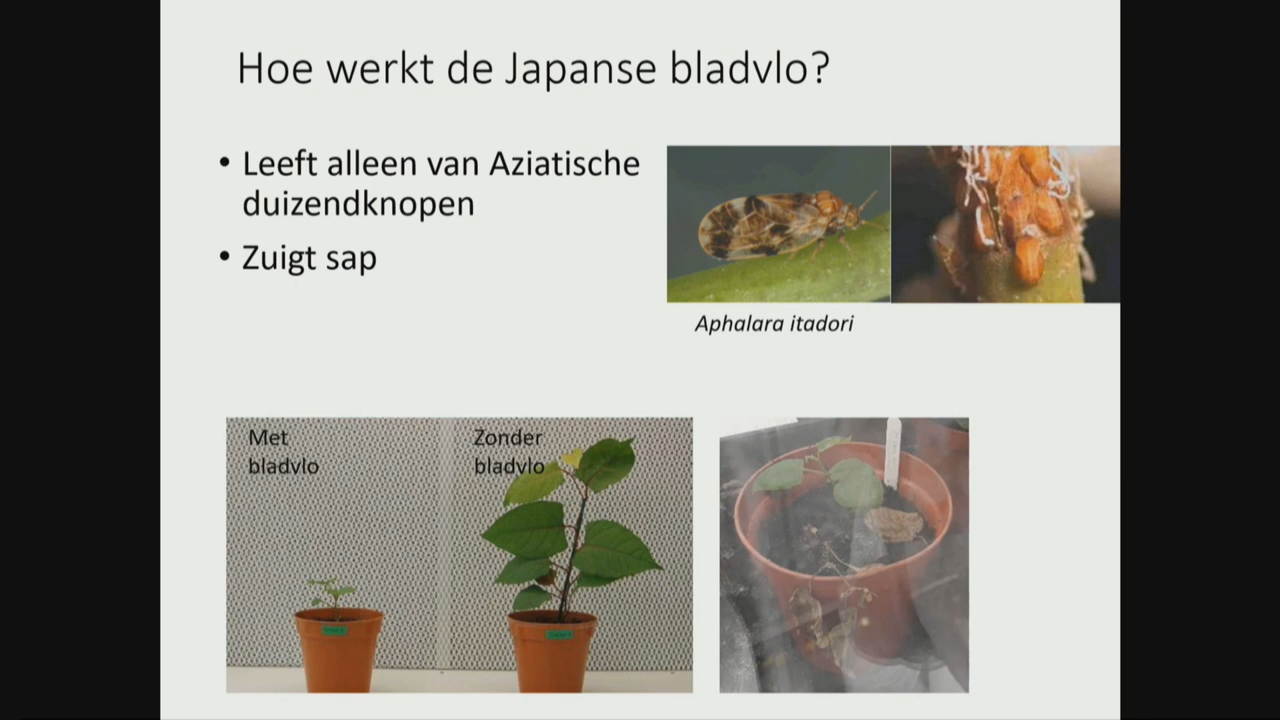 Hoe werkt de Japanse bladvlo?
• Leeft alleen van Aziatische
duizendknopen
• Zuigt sap
Aphalara itadori
Met
bladvlo
Zonder
bladvlo